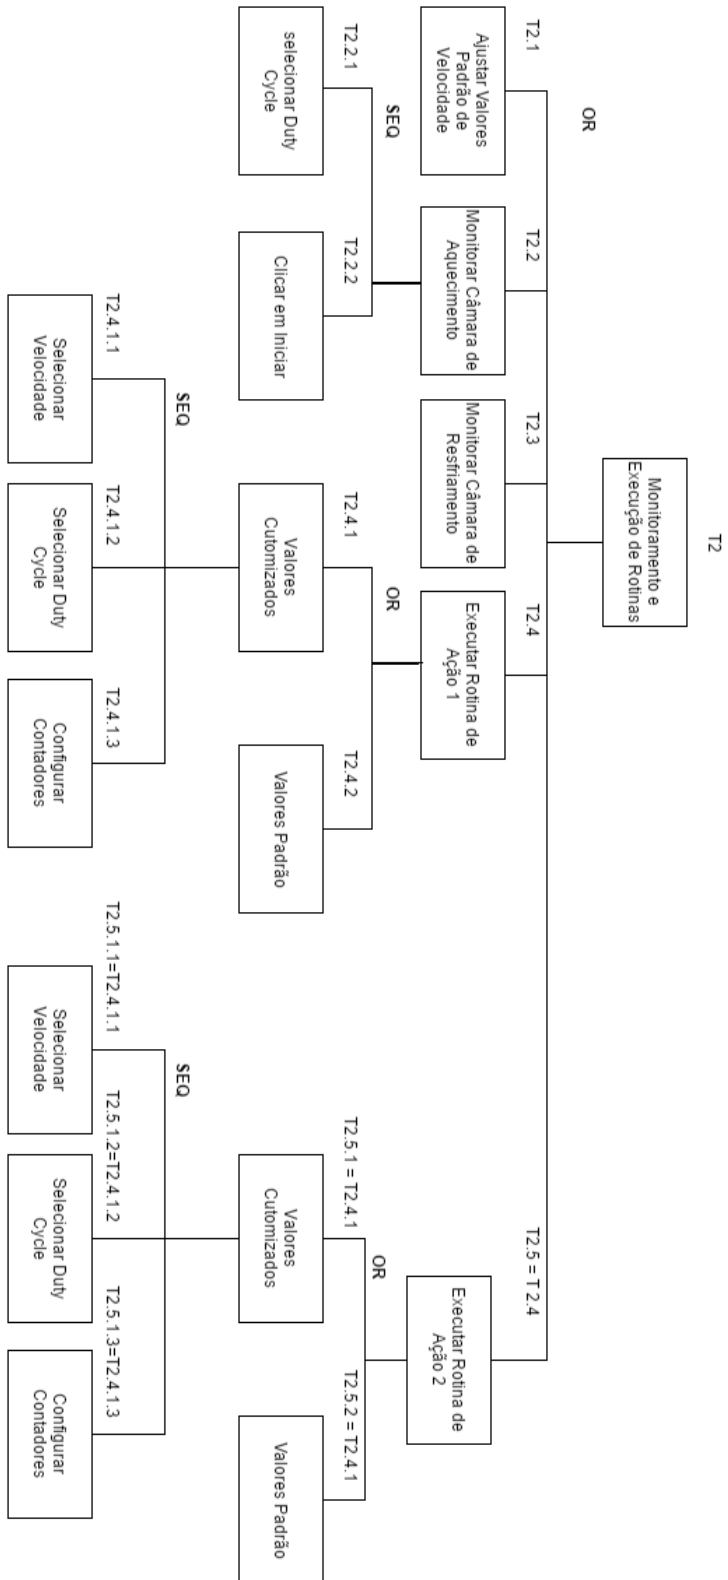 T2
Monitoramento e
Execução de Rotinas
OR
T2.1
T2.2
T2.3
T2.4
T2.5 = T 2.4
Ajustar Valores
Padrão de
Velocidade
Monitorar Câmara de
Aquecimento
Monitorar Câmara de
Resfriamento
Executar Rotina de
Ação 1
Executar Rotina de
Ação 2
SEQ
OR
OR
T2.2.1
T2.2.2
T2.4.1
T2.4.2
T2.5.1 = T2.4.1
T2.5.2 = T2.4.1
selecionar Duty
Cycle
Clicar em Iniciar
Valores
Cutomizados
Valores Padrão
Valores
Cutomizados
Valores Padrão
SEQ
SEQ
T2.4.1.1
T2.4.1.2
T2.4.1.3
T2.5.1.1=T2.4.1.1
T2.5.1.2=T2.4.1.2
T2.5.1.3=T2.4.1.3
Selecionar
Velocidade
Selecionar Duty
Cycle
Configurar
Contadores
Selecionar
Velocidade
Selecionar Duty
Cycle
Configurar
Contadores